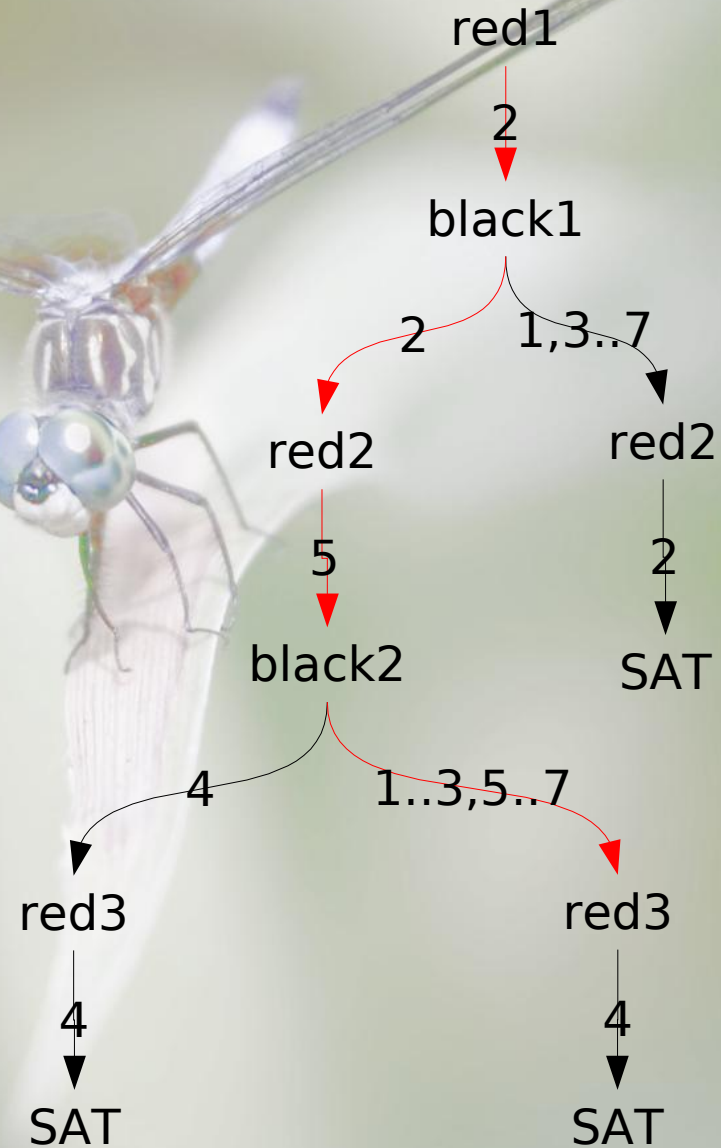 red1
2
black1
2 1,3..7
red2 red2
5 2
black2 SAT
4 1..3,5..7
red3 red3
4 4
SAT SAT